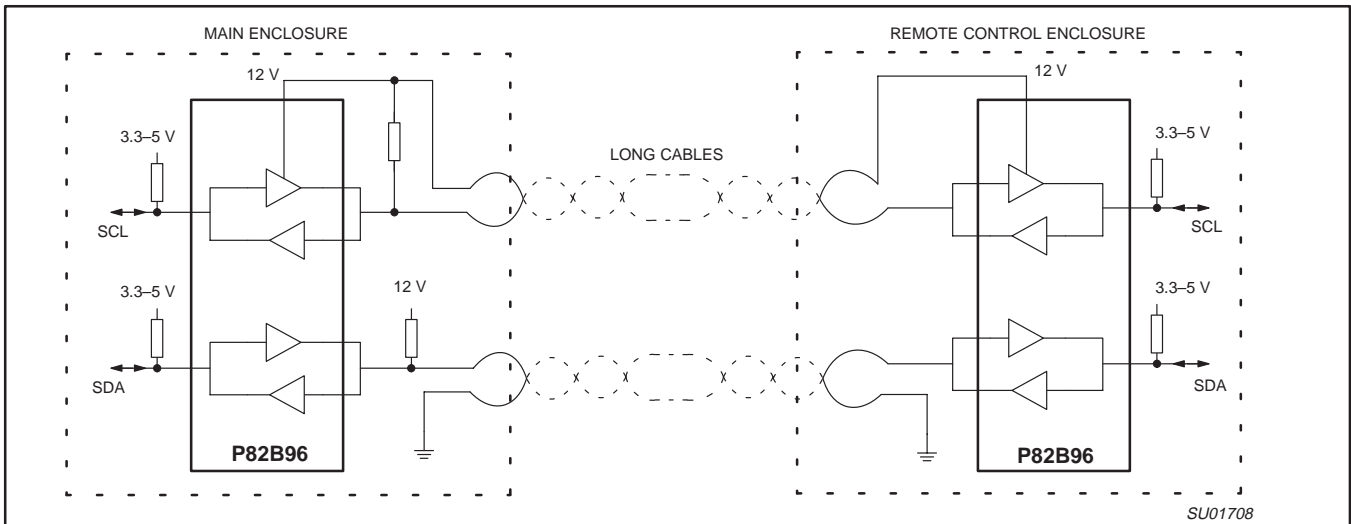 MAIN ENCLOSURE
REMOTE CONTROL ENCLOSURE
12 V
12 V
3.3–5 V
3.3–5 V
LONG CABLES
SCL
SCL
3.3–5 V
12 V
3.3–5 V
SDA
SDA
P82B96
P82B96
SU01708